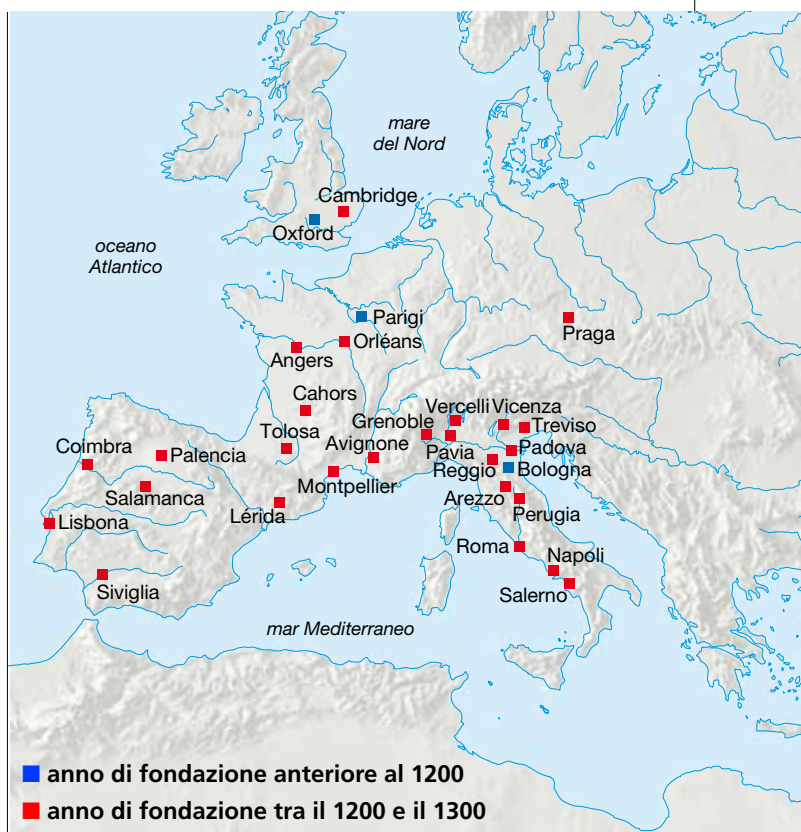 mare
del Nord
Cambridge
Oxford
oceano
Atlantico
Parigi
Orléans
Angers
Praga
Cahors
Vercelli
Vicenza
Grenoble
Treviso
Tolosa
Avignone
Padova
Coimbra
Palencia
Pavia
Reggio
Bologna
Salamanca
Montpellier
Arezzo
Lérida
Perugia
Lisbona
Roma
Napoli
Siviglia
Salerno
mar Mediterraneo
anno di fondazione anteriore al 1200
anno di fondazione tra il 1200 e il 1300